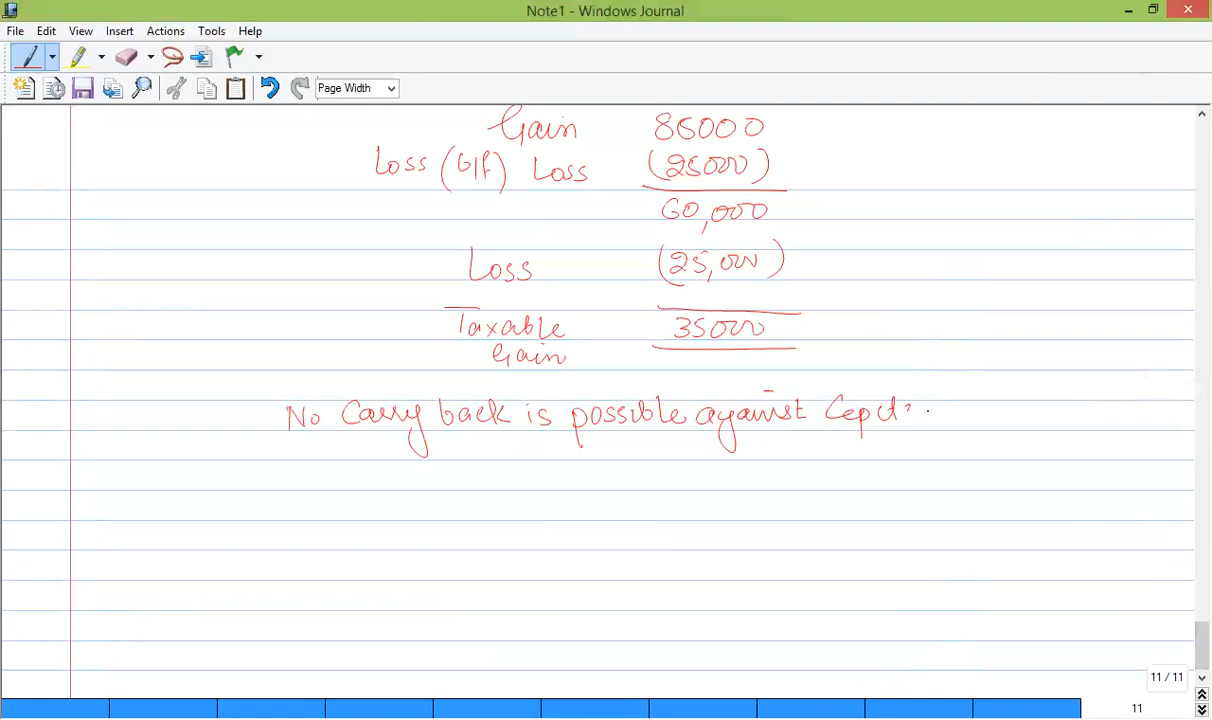 Note1 - Windows Journal
File Edit View Insert Actions Tools Help
Page Width
Gain 85000
Loss (b/f) Loss (25000)
60,000
Loss (25,000)
Taxable 35000
Gain
No Carry back is possible against
11 / 11
11